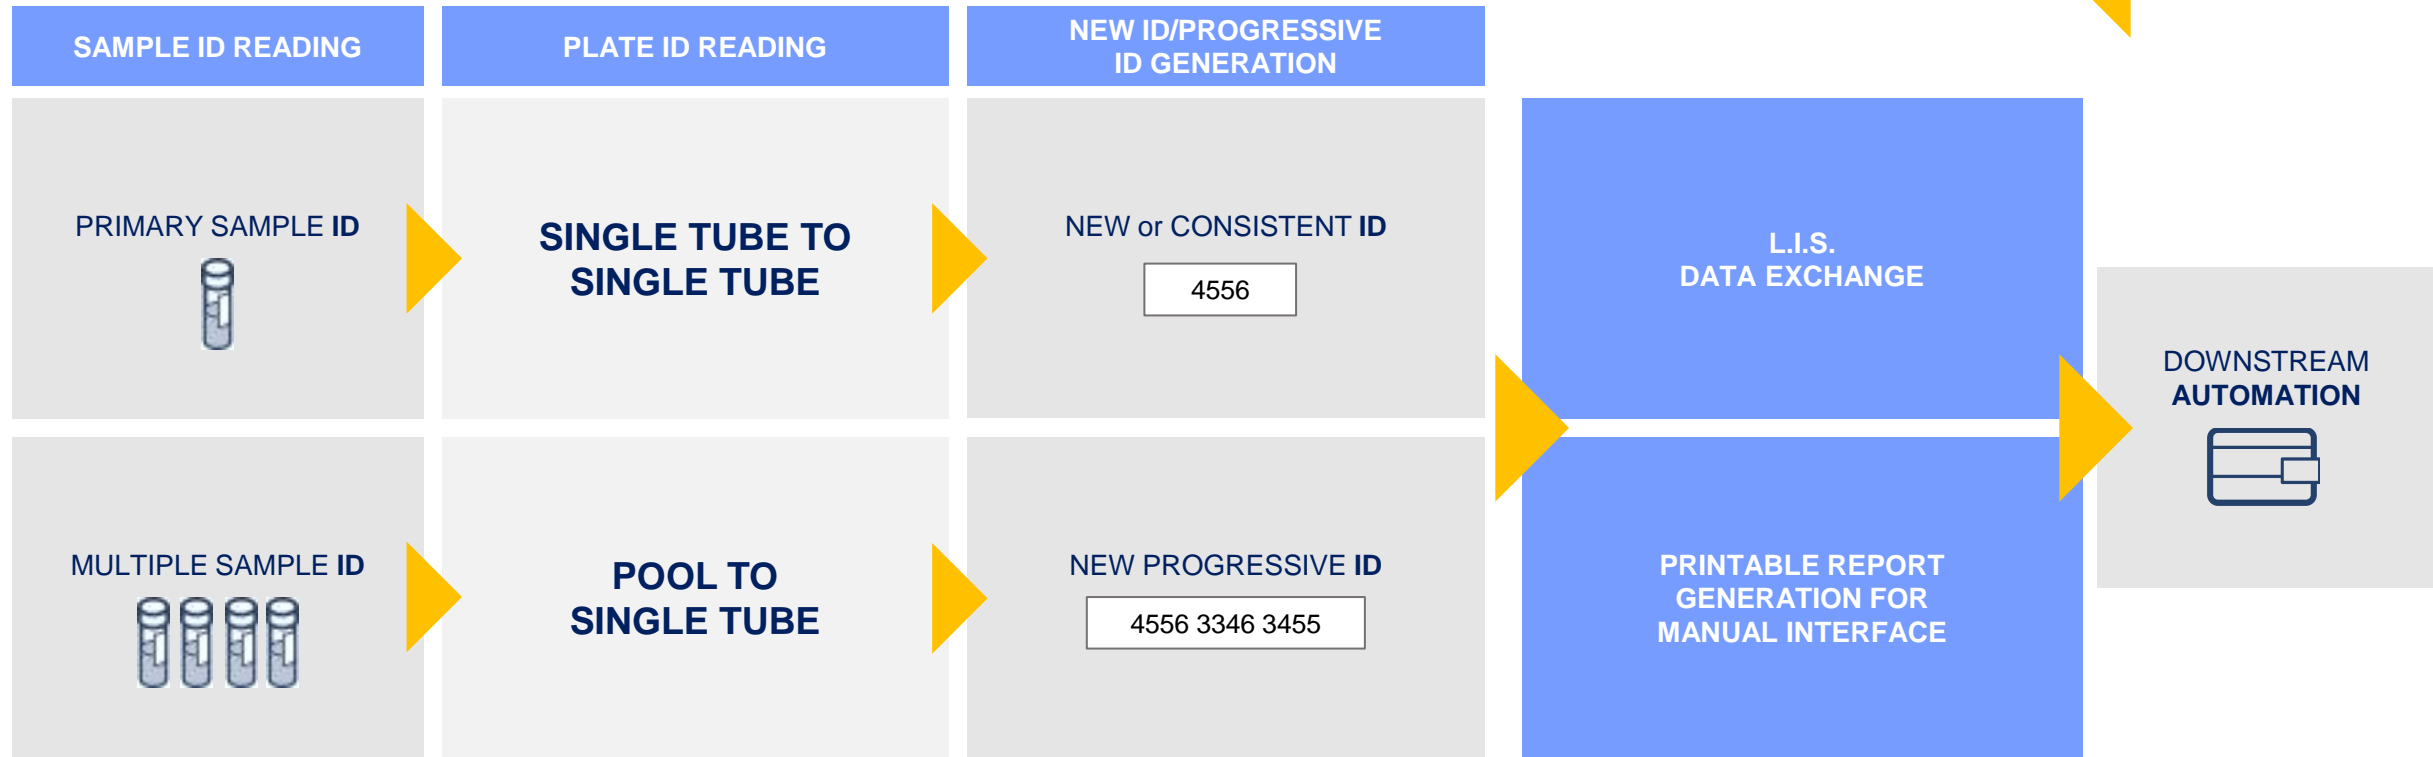 SAMPLE ID READING
PLATE ID READING
NEW ID/PROGRESSIVE
ID GENERATION
PRIMARY SAMPLE ID
SINGLE TUBE TO
SINGLE TUBE
NEW or CONSISTENT ID
4556
L.I.S.
DATA EXCHANGE
DOWNSTREAM
AUTOMATION
MULTIPLE SAMPLE ID
POOL TO
SINGLE TUBE
NEW PROGRESSIVE ID
4556 3346 3455
PRINTABLE REPORT
GENERATION FOR
MANUAL INTERFACE